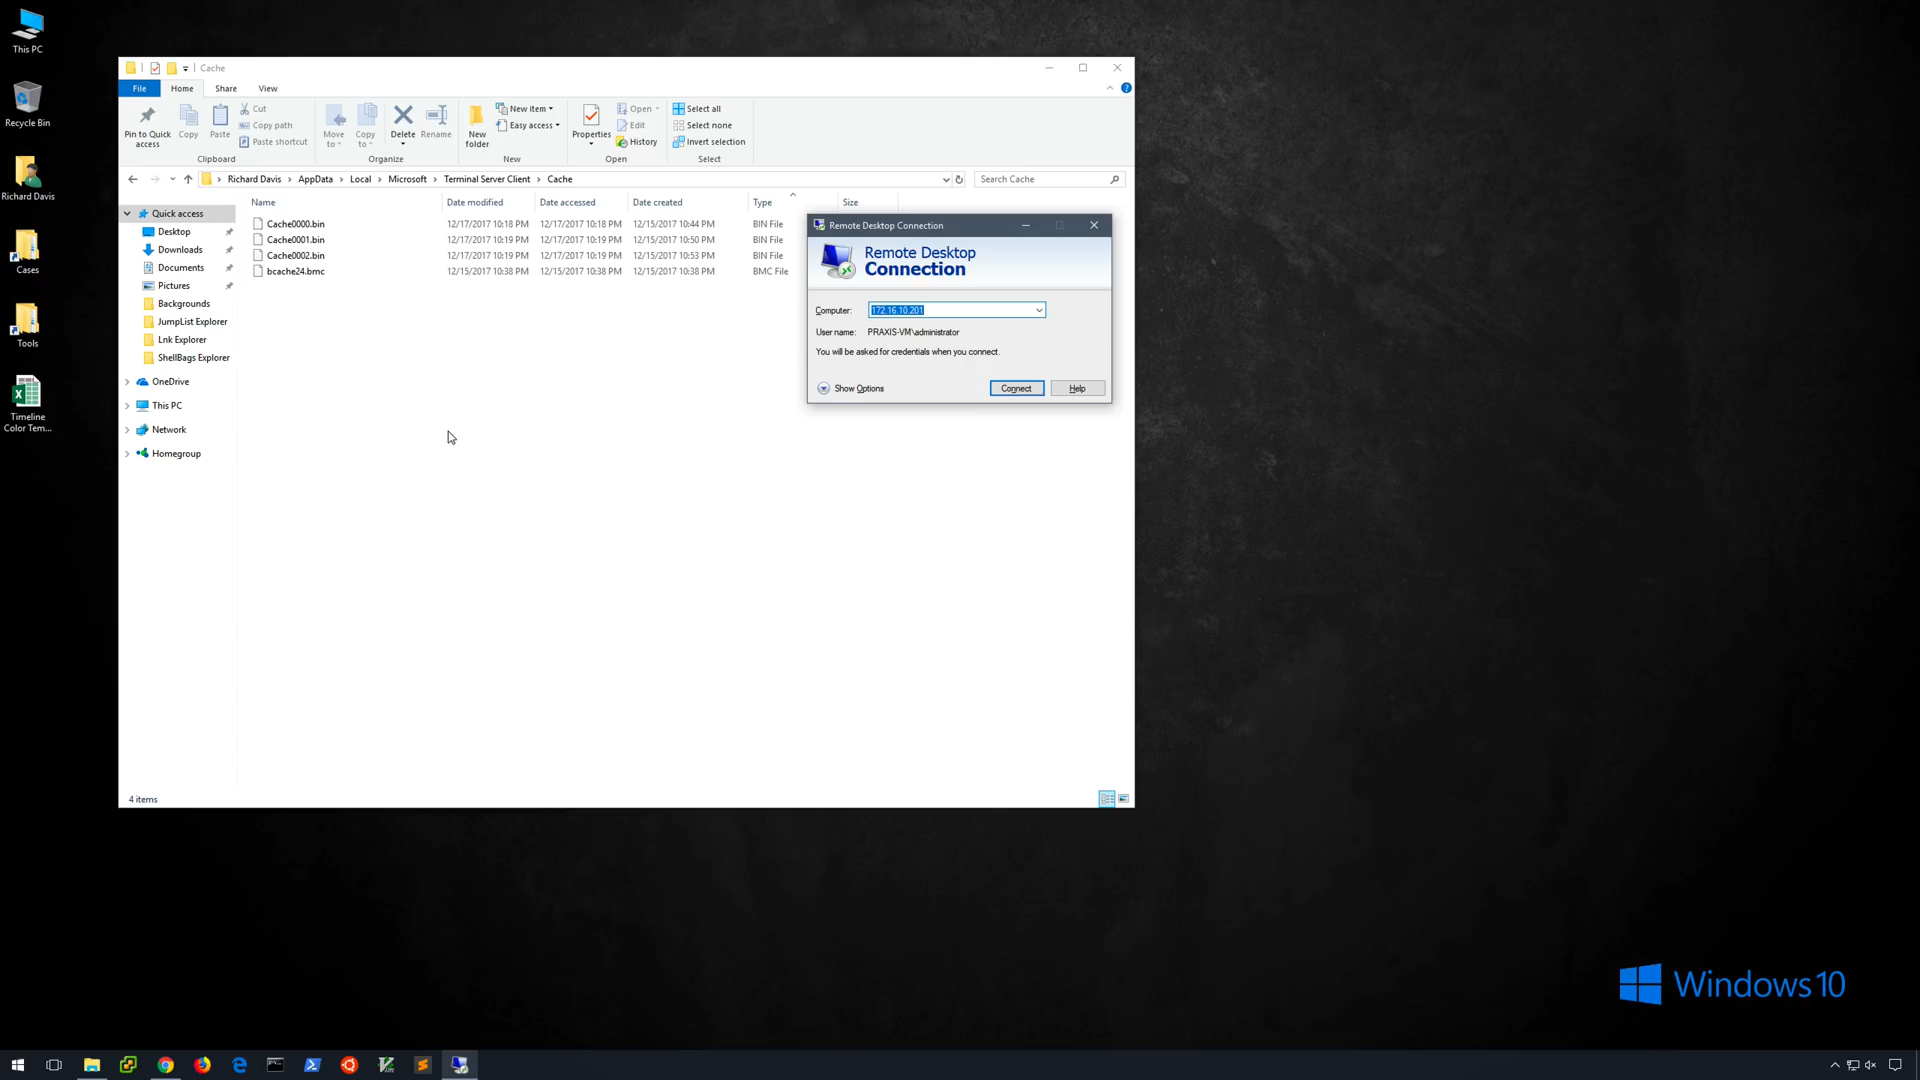 This PC
Recycle Bin
Richard Davis
Cases
Tools
Timeline
Color Tem...
Cache
File Home Share View
Pin to Quick
access
Copy
Paste
Cut
Copy path
Paste shortcut
Clipboard
Move
to
Copy
to
Delete
Rename
Organize
New
folder
New item
Easy access
New
Properties
Open
Edit
History
Open
Select all
Select none
Invert selection
Select
Richard Davis AppData Local Microsoft Terminal Server Client Cache
Search Cache
Quick access
Desktop
Downloads
Documents
Pictures
Backgrounds
JumpList Explorer
Lnk Explorer
ShellBags Explorer
OneDrive
This PC
Network
Homegroup
Name Date modified Date accessed Date created Type Size
Cache0000.bin 12/17/2017 10:18 PM 12/17/2017 10:18 PM 12/15/2017 10:44 PM BIN File
Cache0001.bin 12/17/2017 10:19 PM 12/17/2017 10:19 PM 12/15/2017 10:50 PM BIN File
Cache0002.bin 12/17/2017 10:19 PM 12/17/2017 10:19 PM 12/15/2017 10:53 PM BIN File
bcache24.bmc 12/15/2017 10:38 PM 12/15/2017 10:38 PM 12/15/2017 10:38 PM BMC File
4 items
Remote Desktop Connection
Remote Desktop
Connection
Computer: 172.16.10.201
User name: PRAXIS-VM\administrator
You will be asked for credentials when you connect.
Show Options Connect Help
Windows 10